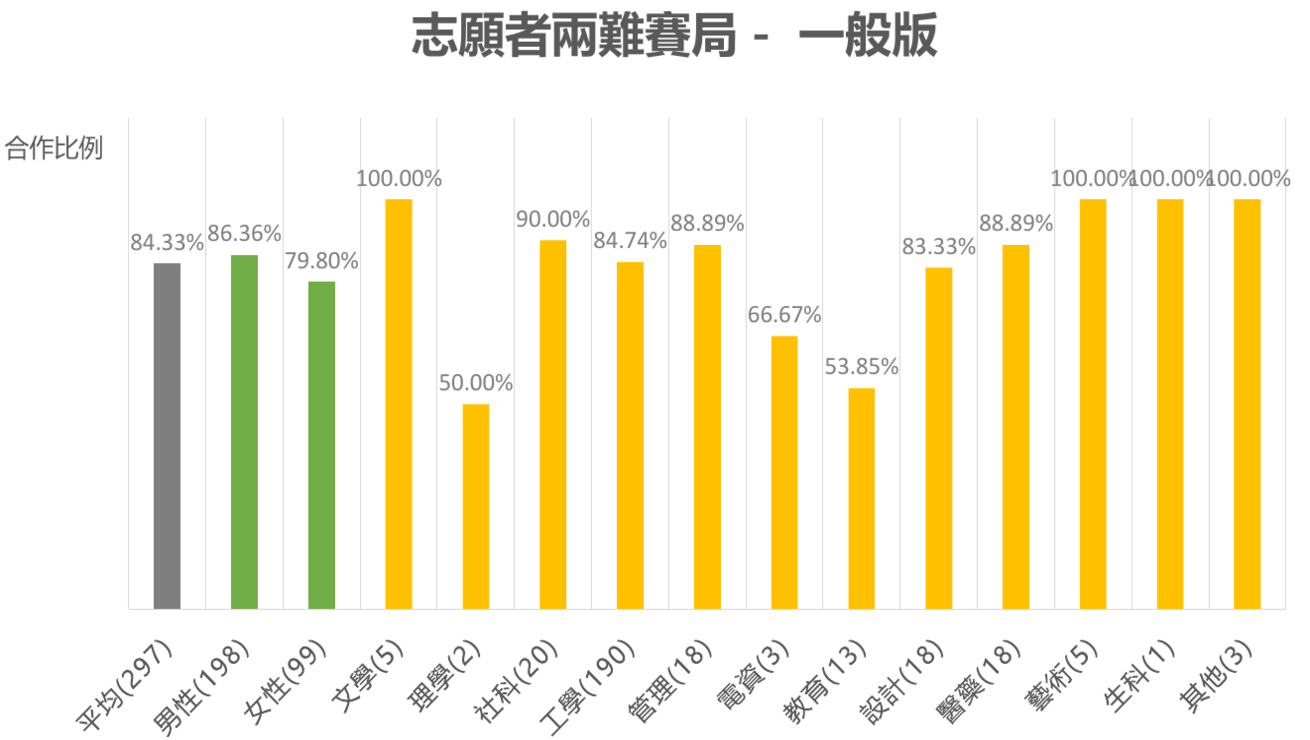 志願者兩難賽局 - 一般版
合作比例
84.33%
86.36%
79.80%
100.00%
50.00%
90.00%
84.74%
88.89%
66.67%
53.85%
83.33%
88.89%
100.00%
100.00%
100.00%
平均(297)
男性(198)
女性(99)
文學(5)
理學(2)
社科(20)
工學(190)
管理(18)
電資(3)
教育(13)
設計(18)
醫藥(18)
藝術(5)
生科(1)
其他(3)